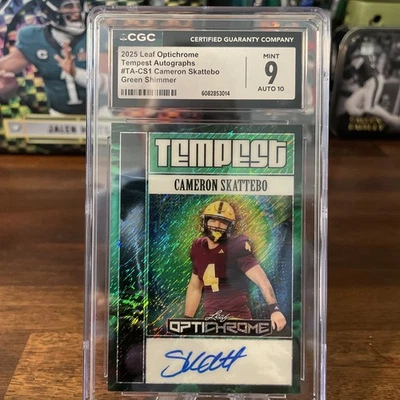 CGC
CERTIFIED GUARANTY COMPANY
2025 Leaf Optichrome
Tempest Autographs
#TA-CS1 Cameron Skattebo
Green Shimmer
6082853014
MINT
9
AUTO 10
TEMPEST
CAMERON SKATTEBO
4
Leaf
OPTICHROME
JALEN